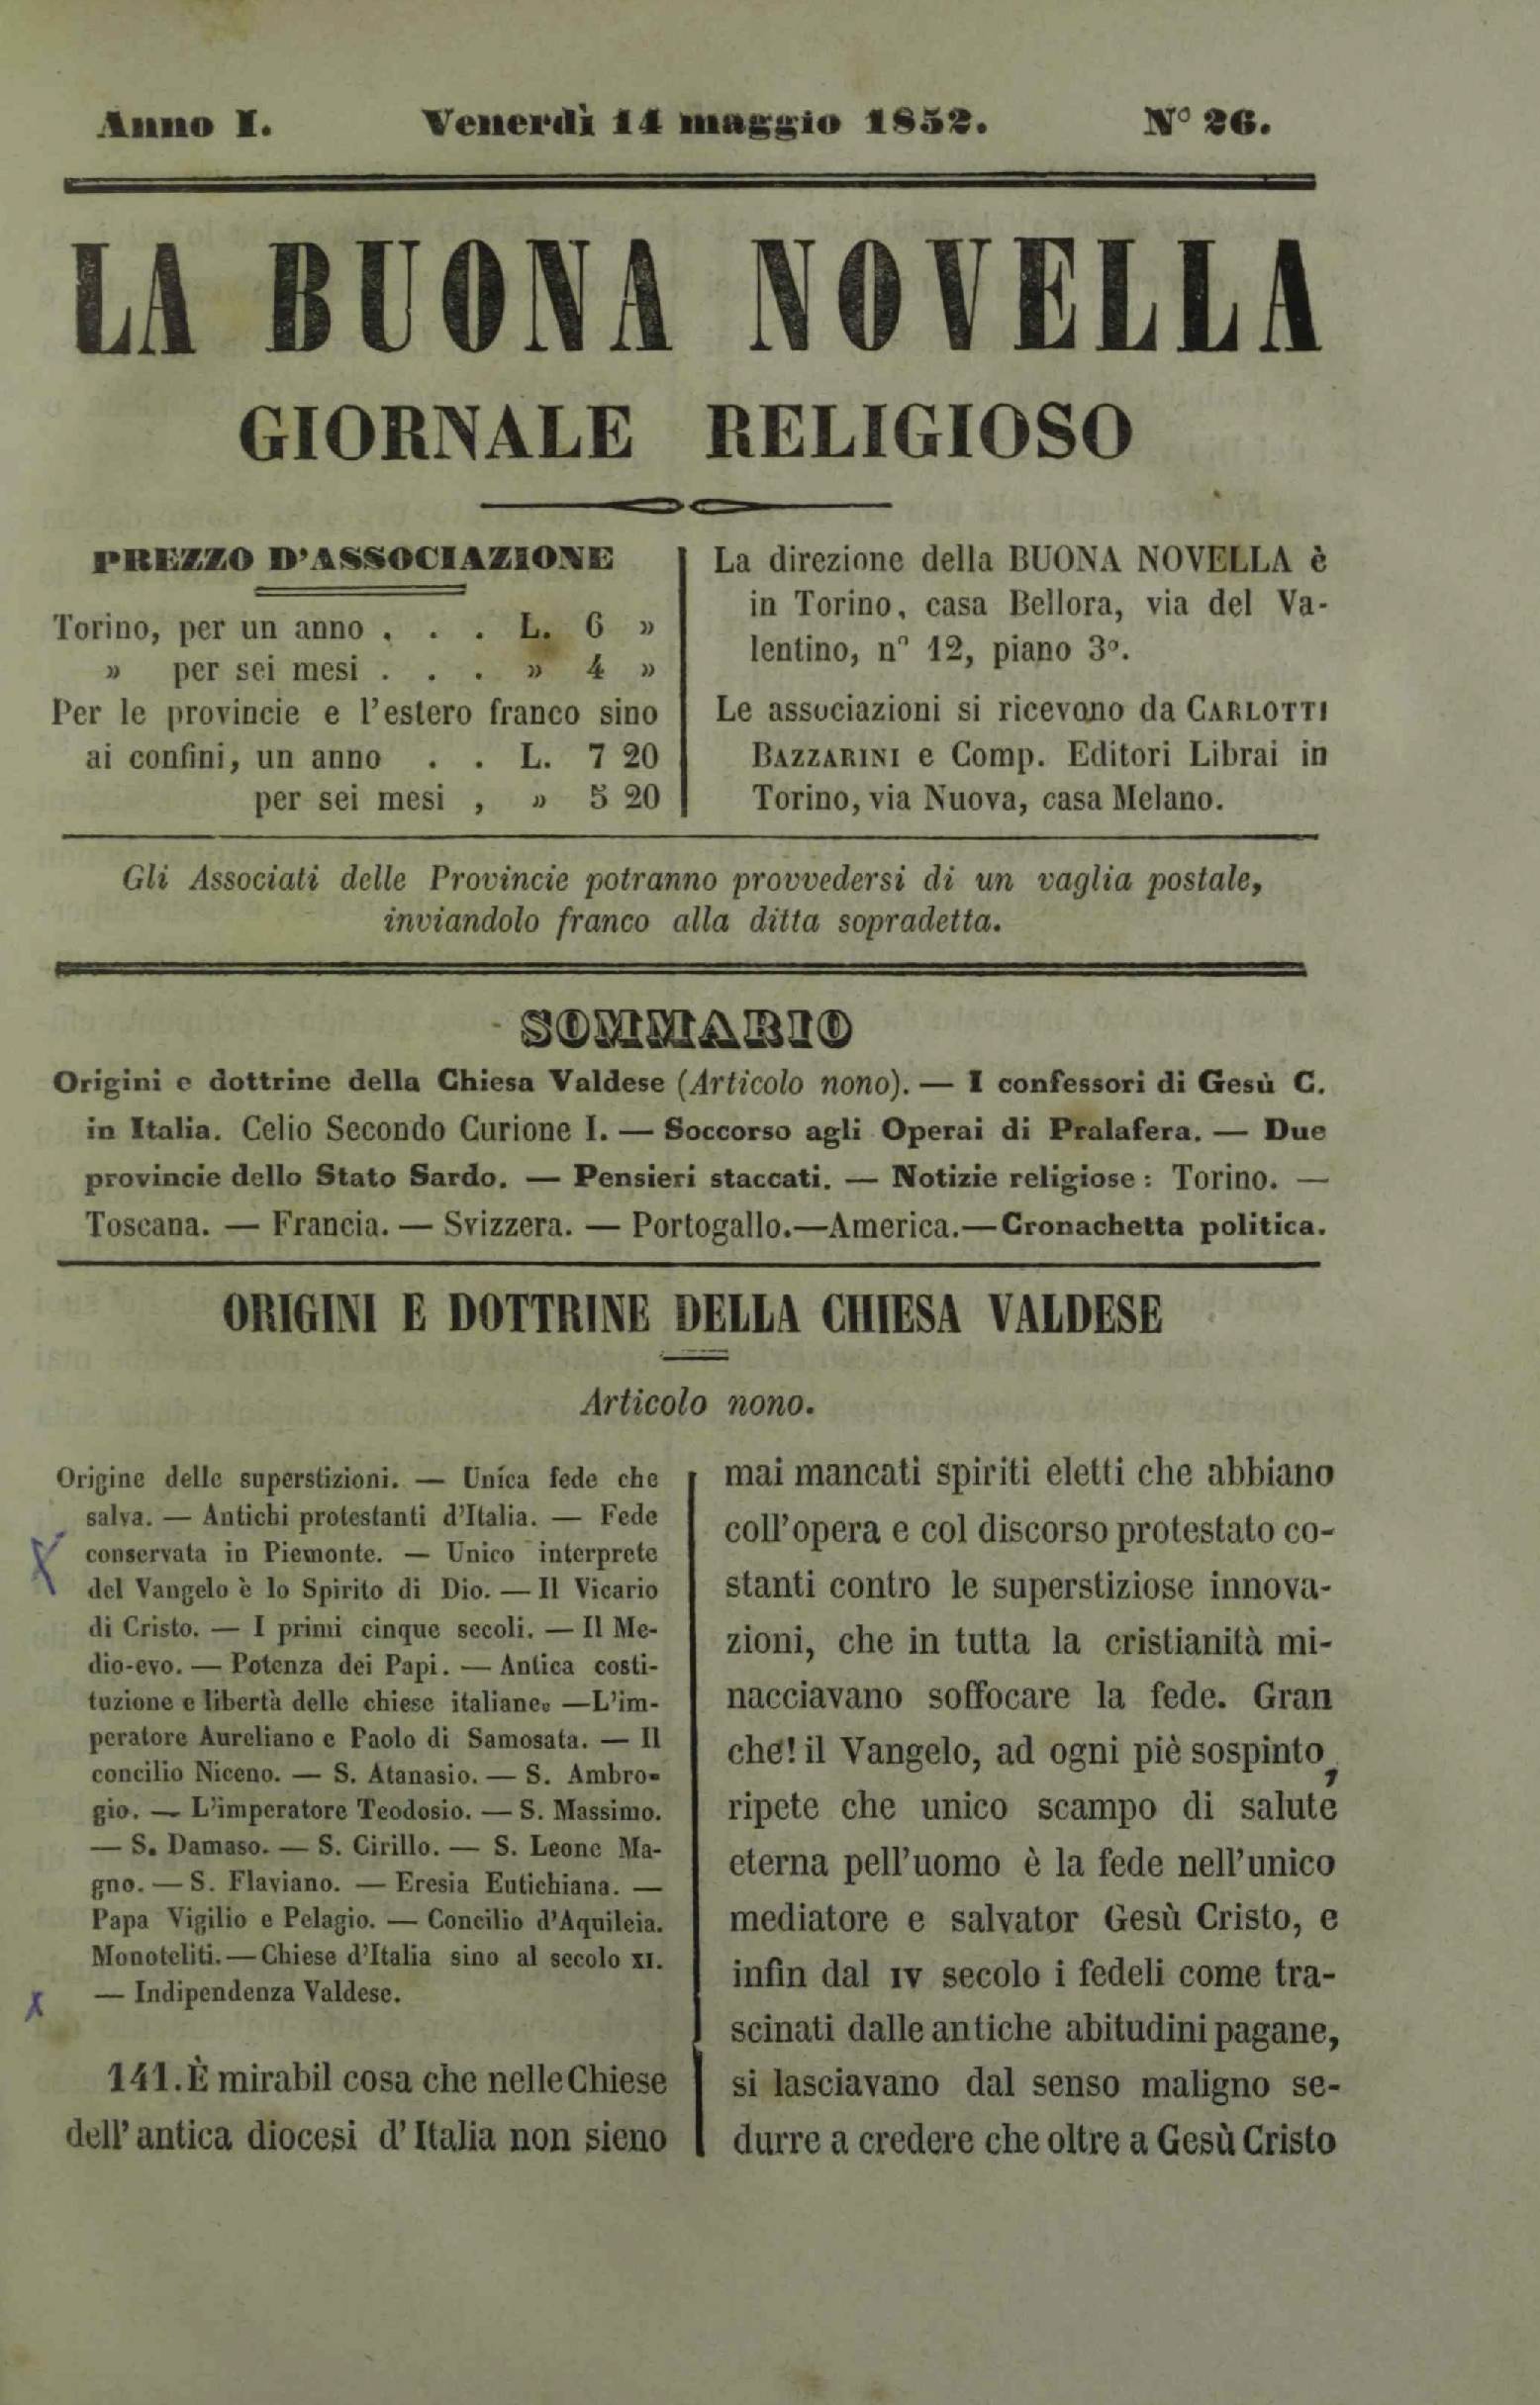 Anno I. Venerdì 14 maggio 1852. N° 26.
LA BUONA NOVELLA
GIORNALE RELIGIOSO
PREZZO D'ASSOCIAZIONE
Torino, per un anno . . . L. 6 »
» per sei mesi . . . » 4 »
Per le provincie e l'estero franco sino
ai confini, un anno . . L. 7 20
per sei mesi , » 5 20
La direzione della BUONA NOVELLA è
in Torino, casa Bellora, via del Va-
lentino, n° 12, piano 3°.
Le associazioni si ricevono da CARLOTTI
BAZZARINI e Comp. Editori Librai in
Torino, via Nuova, casa Melano.
Gli Associati delle Provincie potranno provvedersi di un vaglia postale,
inviandolo franco alla ditta sopradetta.
SOMMARIO
Origini e dottrine della Chiesa Valdese (Articolo nono). — I confessori di Gesù C.
in Italia. Celio Secondo Curione I. — Soccorso agli Operai di Pralafera. — Due
provincie dello Stato Sardo. — Pensieri staccati. — Notizie religiose : Torino. —
Toscana. — Francia. — Svizzera. — Portogallo.—America.—Cronachetta politica.
ORIGINI E DOTTRINE DELLA CHIESA VALDESE
Articolo nono.
Origine delle superstizioni. — Unica fede che
salva. — Antichi protestanti d'Italia. — Fede
conservata in Piemonte. — Unico interprete
del Vangelo è lo Spirito di Dio. — Il Vicario
di Cristo. — I primi cinque secoli. — Il Me-
dio-evo. — Potenza dei Papi. — Antica costi-
tuzione e libertà delle chiese italiane. —L'im-
peratore Aureliano e Paolo di Samosata. — Il
concilio Niceno. — S. Atanasio. — S. Ambro-
gio. — L'imperatore Teodosio. — S. Massimo.
— S. Damaso. — S. Cirillo. — S. Leone Ma-
gno. — S. Flaviano. — Eresia Eutichiana. —
Papa Vigilio e Pelagio. — Concilio d'Aquileia.
Monoteliti.—Chiese d'Italia sino al secolo XI.
— Indipendenza Valdese.
141. È mirabil cosa che nelle Chiese
dell'antica diocesi d'Italia non sieno
mai mancati spiriti eletti che abbiano
coll'opera e col discorso protestato co-
stanti contro le superstiziose innova-
zioni, che in tutta la cristianità mi-
nacciavano soffocare la fede. Gran
che! il Vangelo, ad ogni piè sospinto,
ripete che unico scampo di salute
eterna pell'uomo è la fede nell'unico
mediatore e salvator Gesù Cristo, e
infin dal IV secolo i fedeli come tra-
scinati dalle antiche abitudini pagane,
si lasciavano dal senso maligno se-
durre a credere che oltre a Gesù Cristo